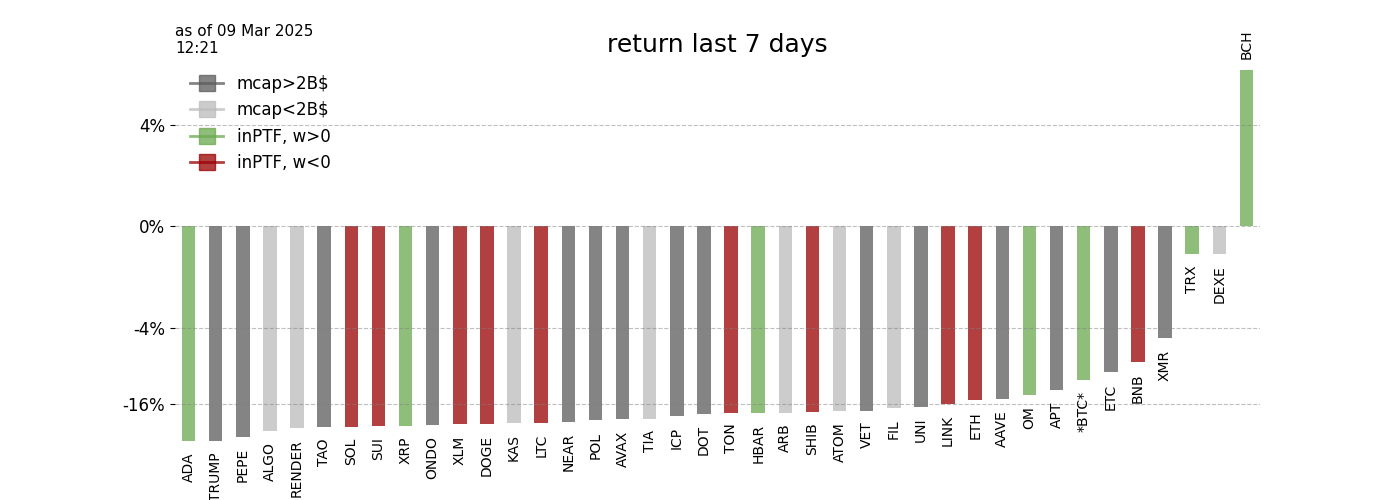 as of 09 Mar 2025
12:21
return last 7 days
mcap>2B$
mcap<2B$
inPTF, w>0
inPTF, w<0
4%
0%
-4%
-16%
ADA
TRUMP
PEPE
ALGO
RENDER
TAO
SOL
SUI
XRP
ONDO
XLM
DOGE
KAS
LTC
NEAR
POL
AVAX
TIA
ICP
DOT
TON
HBAR
ARB
SHIB
ATOM
VET
FIL
UNI
LINK
ETH
AAVE
OM
APT
*BTC*
ETC
BNB
XMR
TRX
DEXE
BCH